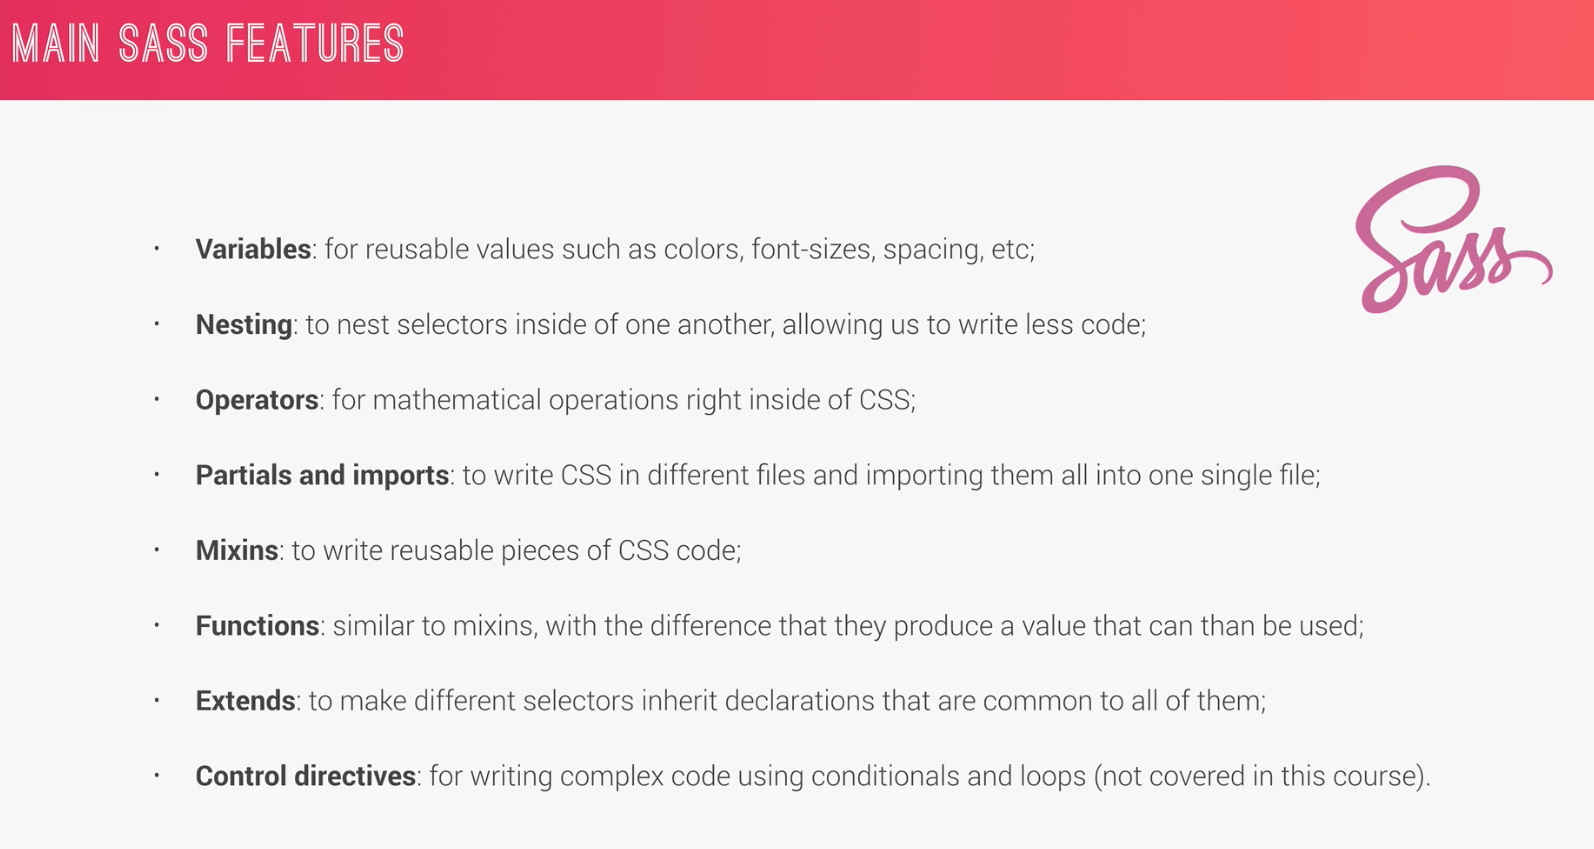 MAIN SASS FEATURES
Sass
• Variables: for reusable values such as colors, font-sizes, spacing, etc;
• Nesting: to nest selectors inside of one another, allowing us to write less code;
• Operators: for mathematical operations right inside of CSS;
• Partials and imports: to write CSS in different files and importing them all into one single file;
• Mixins: to write reusable pieces of CSS code;
• Functions: similar to mixins, with the difference that they produce a value that can than be used;
• Extends: to make different selectors inherit declarations that are common to all of them;
• Control directives: for writing complex code using conditionals and loops (not covered in this course).